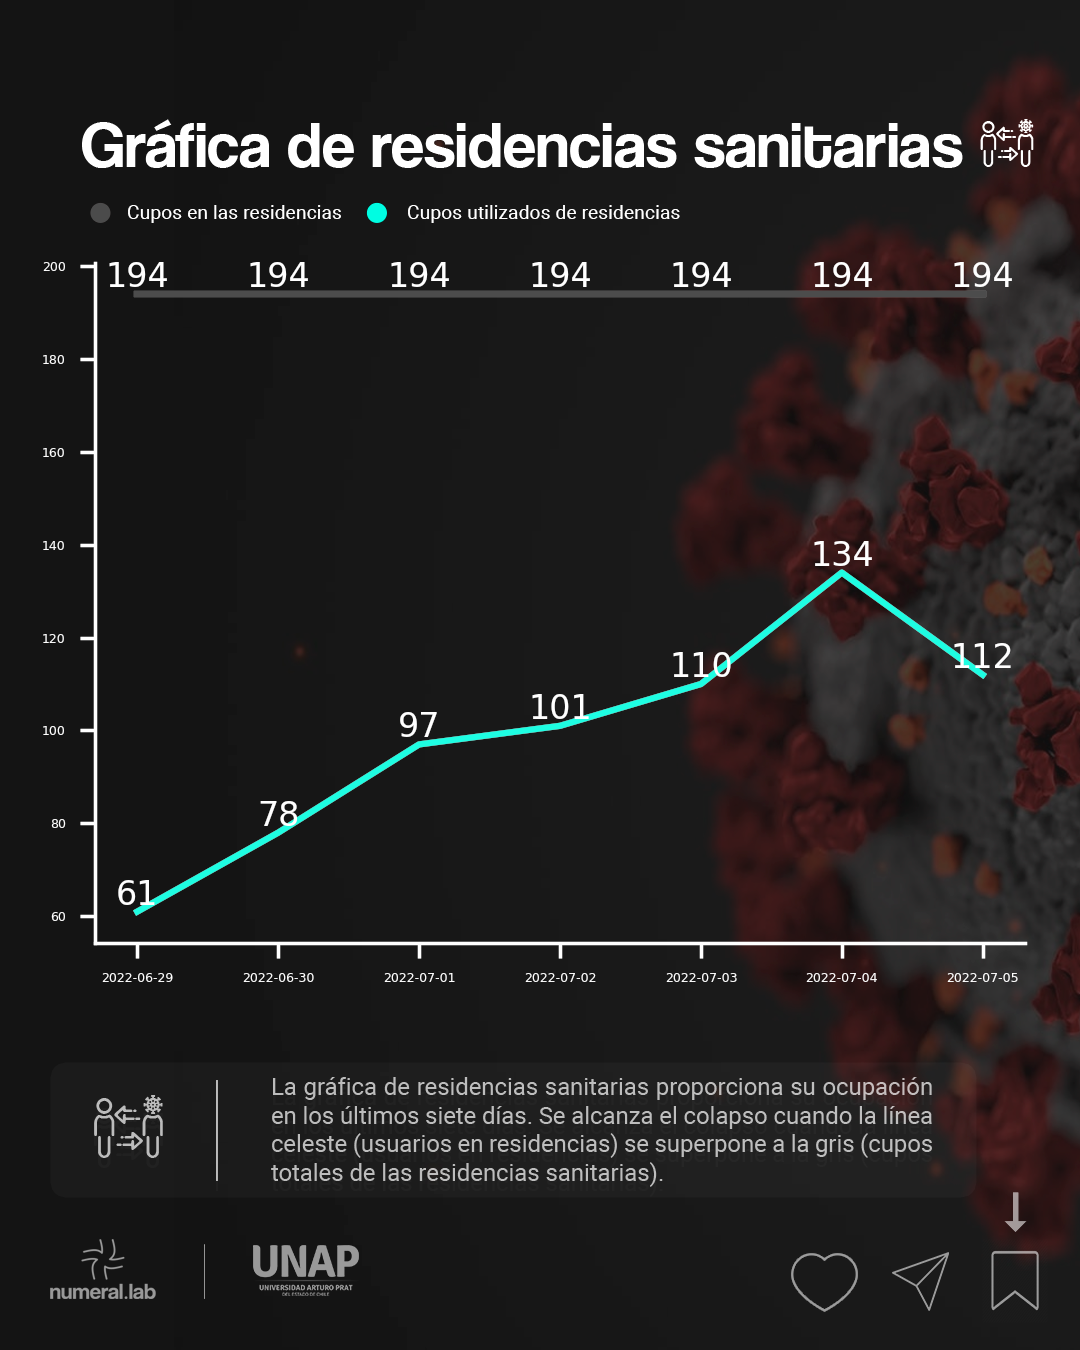 Gráfica de residencias sanitarias
Cupos en las residencias Cupos utilizados de residencias
200
194 194 194 194 194 194 194
180
160
140
134
120
112
110
101
100
97
80
78
61
60
2022-06-29 2022-06-30 2022-07-01 2022-07-02 2022-07-03 2022-07-04 2022-07-05
La gráfica de residencias sanitarias proporciona su ocupación
en los últimos siete días. Se alcanza el colapso cuando la línea
celeste (usuarios en residencias) se superpone a la gris (cupos
totales de las residencias sanitarias).
numeral.lab
UNAP
UNIVERSIDAD ARTURO PRAT
DEL ESTADO DE CHILE